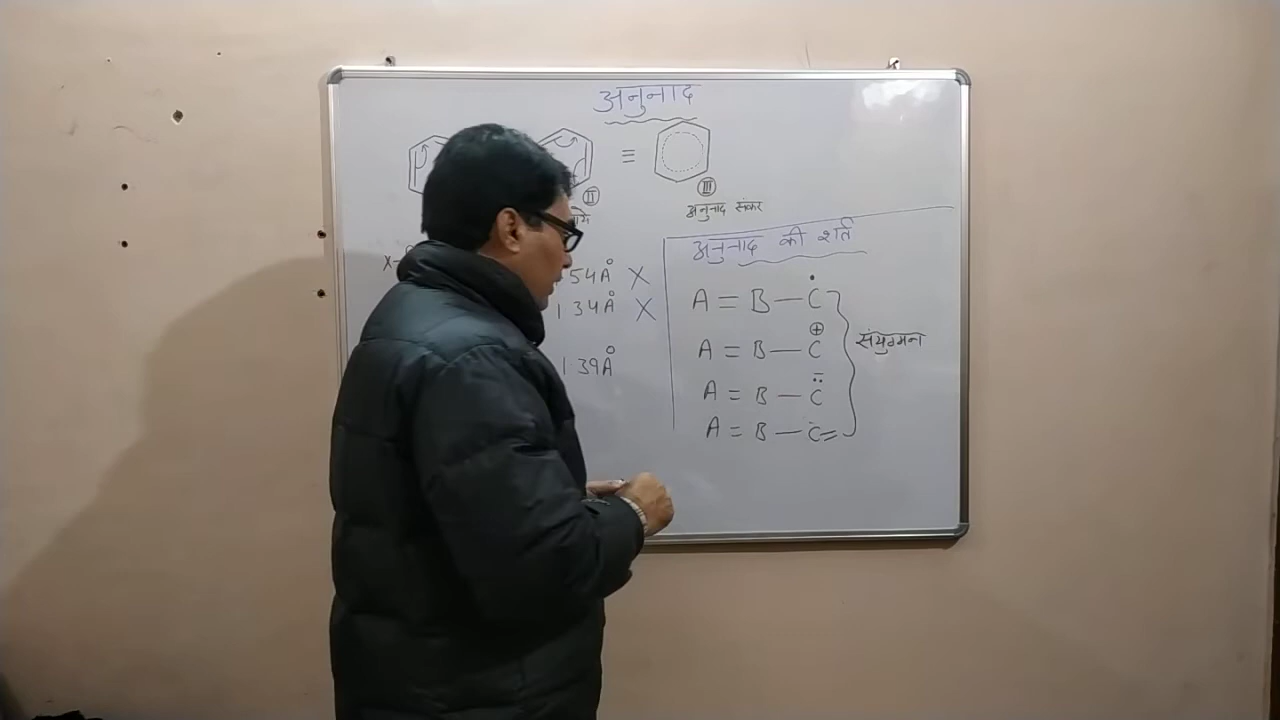 अनुनाद
≡
II
III
अनुनाद संकर
अनुनाद की शर्त
X-
54Å X
1 34Å X
1 39Å
A = B — Ċ
A = B — C⊕
A = B — C̈⁻
A = B — C =
संयुग्मन